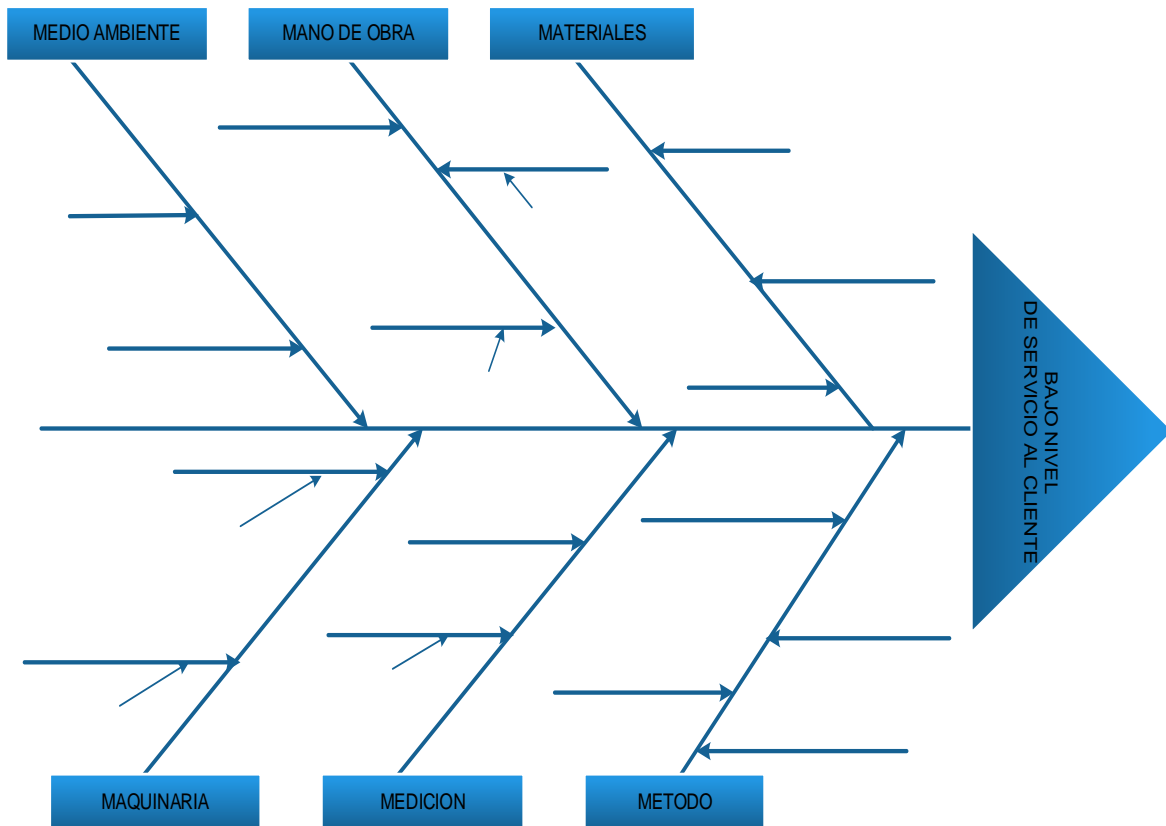 MEDIO AMBIENTE
MANO DE OBRA
MATERIALES
BAJO NIVEL
DE SERVICIO AL CLIENTE
MAQUINARIA
MEDICION
METODO